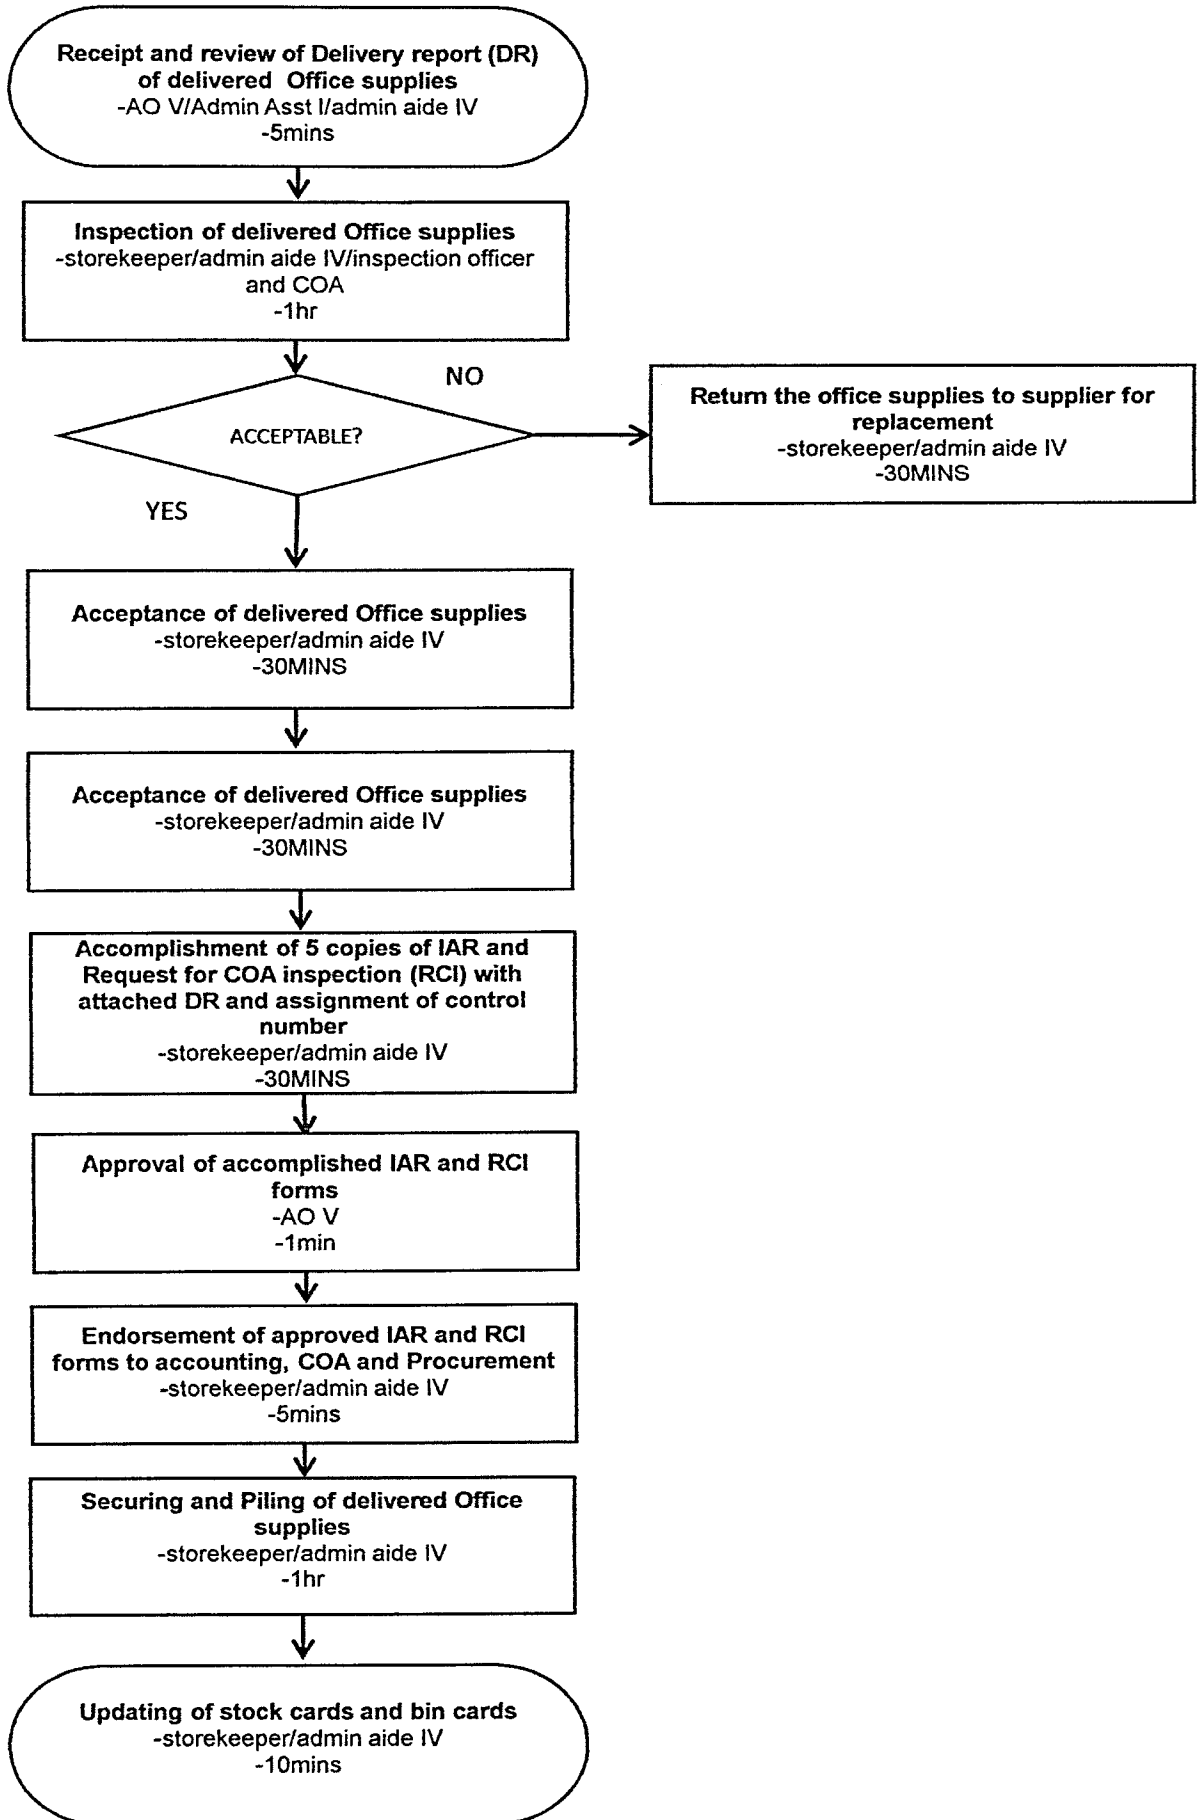 Receipt and review of Delivery report (DR)
of delivered Office supplies
-AO V/Admin Asst I/admin aide IV
-5mins
Inspection of delivered Office supplies
-storekeeper/admin aide IV/inspection officer
and COA
-1hr
NO
ACCEPTABLE?
Return the office supplies to supplier for
replacement
-storekeeper/admin aide IV
-30MINS
YES
Acceptance of delivered Office supplies
-storekeeper/admin aide IV
-30MINS
Acceptance of delivered Office supplies
-storekeeper/admin aide IV
-30MINS
Accomplishment of 5 copies of IAR and
Request for COA inspection (RCI) with
attached DR and assignment of control
number
-storekeeper/admin aide IV
-30MINS
Approval of accomplished IAR and RCI
forms
-AO V
-1min
Endorsement of approved IAR and RCI
forms to accounting, COA and Procurement
-storekeeper/admin aide IV
-5mins
Securing and Piling of delivered Office
supplies
-storekeeper/admin aide IV
-1hr
Updating of stock cards and bin cards
-storekeeper/admin aide IV
-10mins